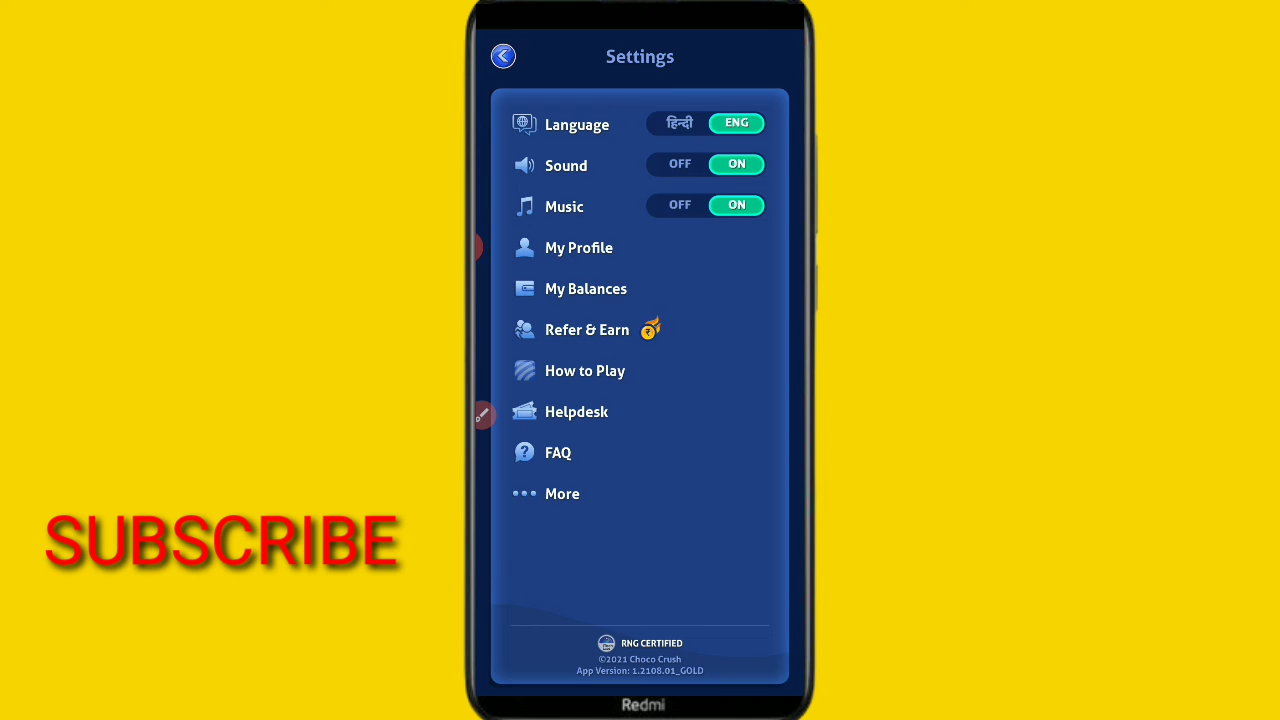 Settings
Language हिन्दी ENG
Sound OFF ON
Music OFF ON
My Profile
My Balances
Refer & Earn ₹
How to Play
Helpdesk
? FAQ
More
SUBSCRIBE
RNG CERTIFIED
©2021 Choco Crush
App Version: 1.2108.01_GOLD
Redmi